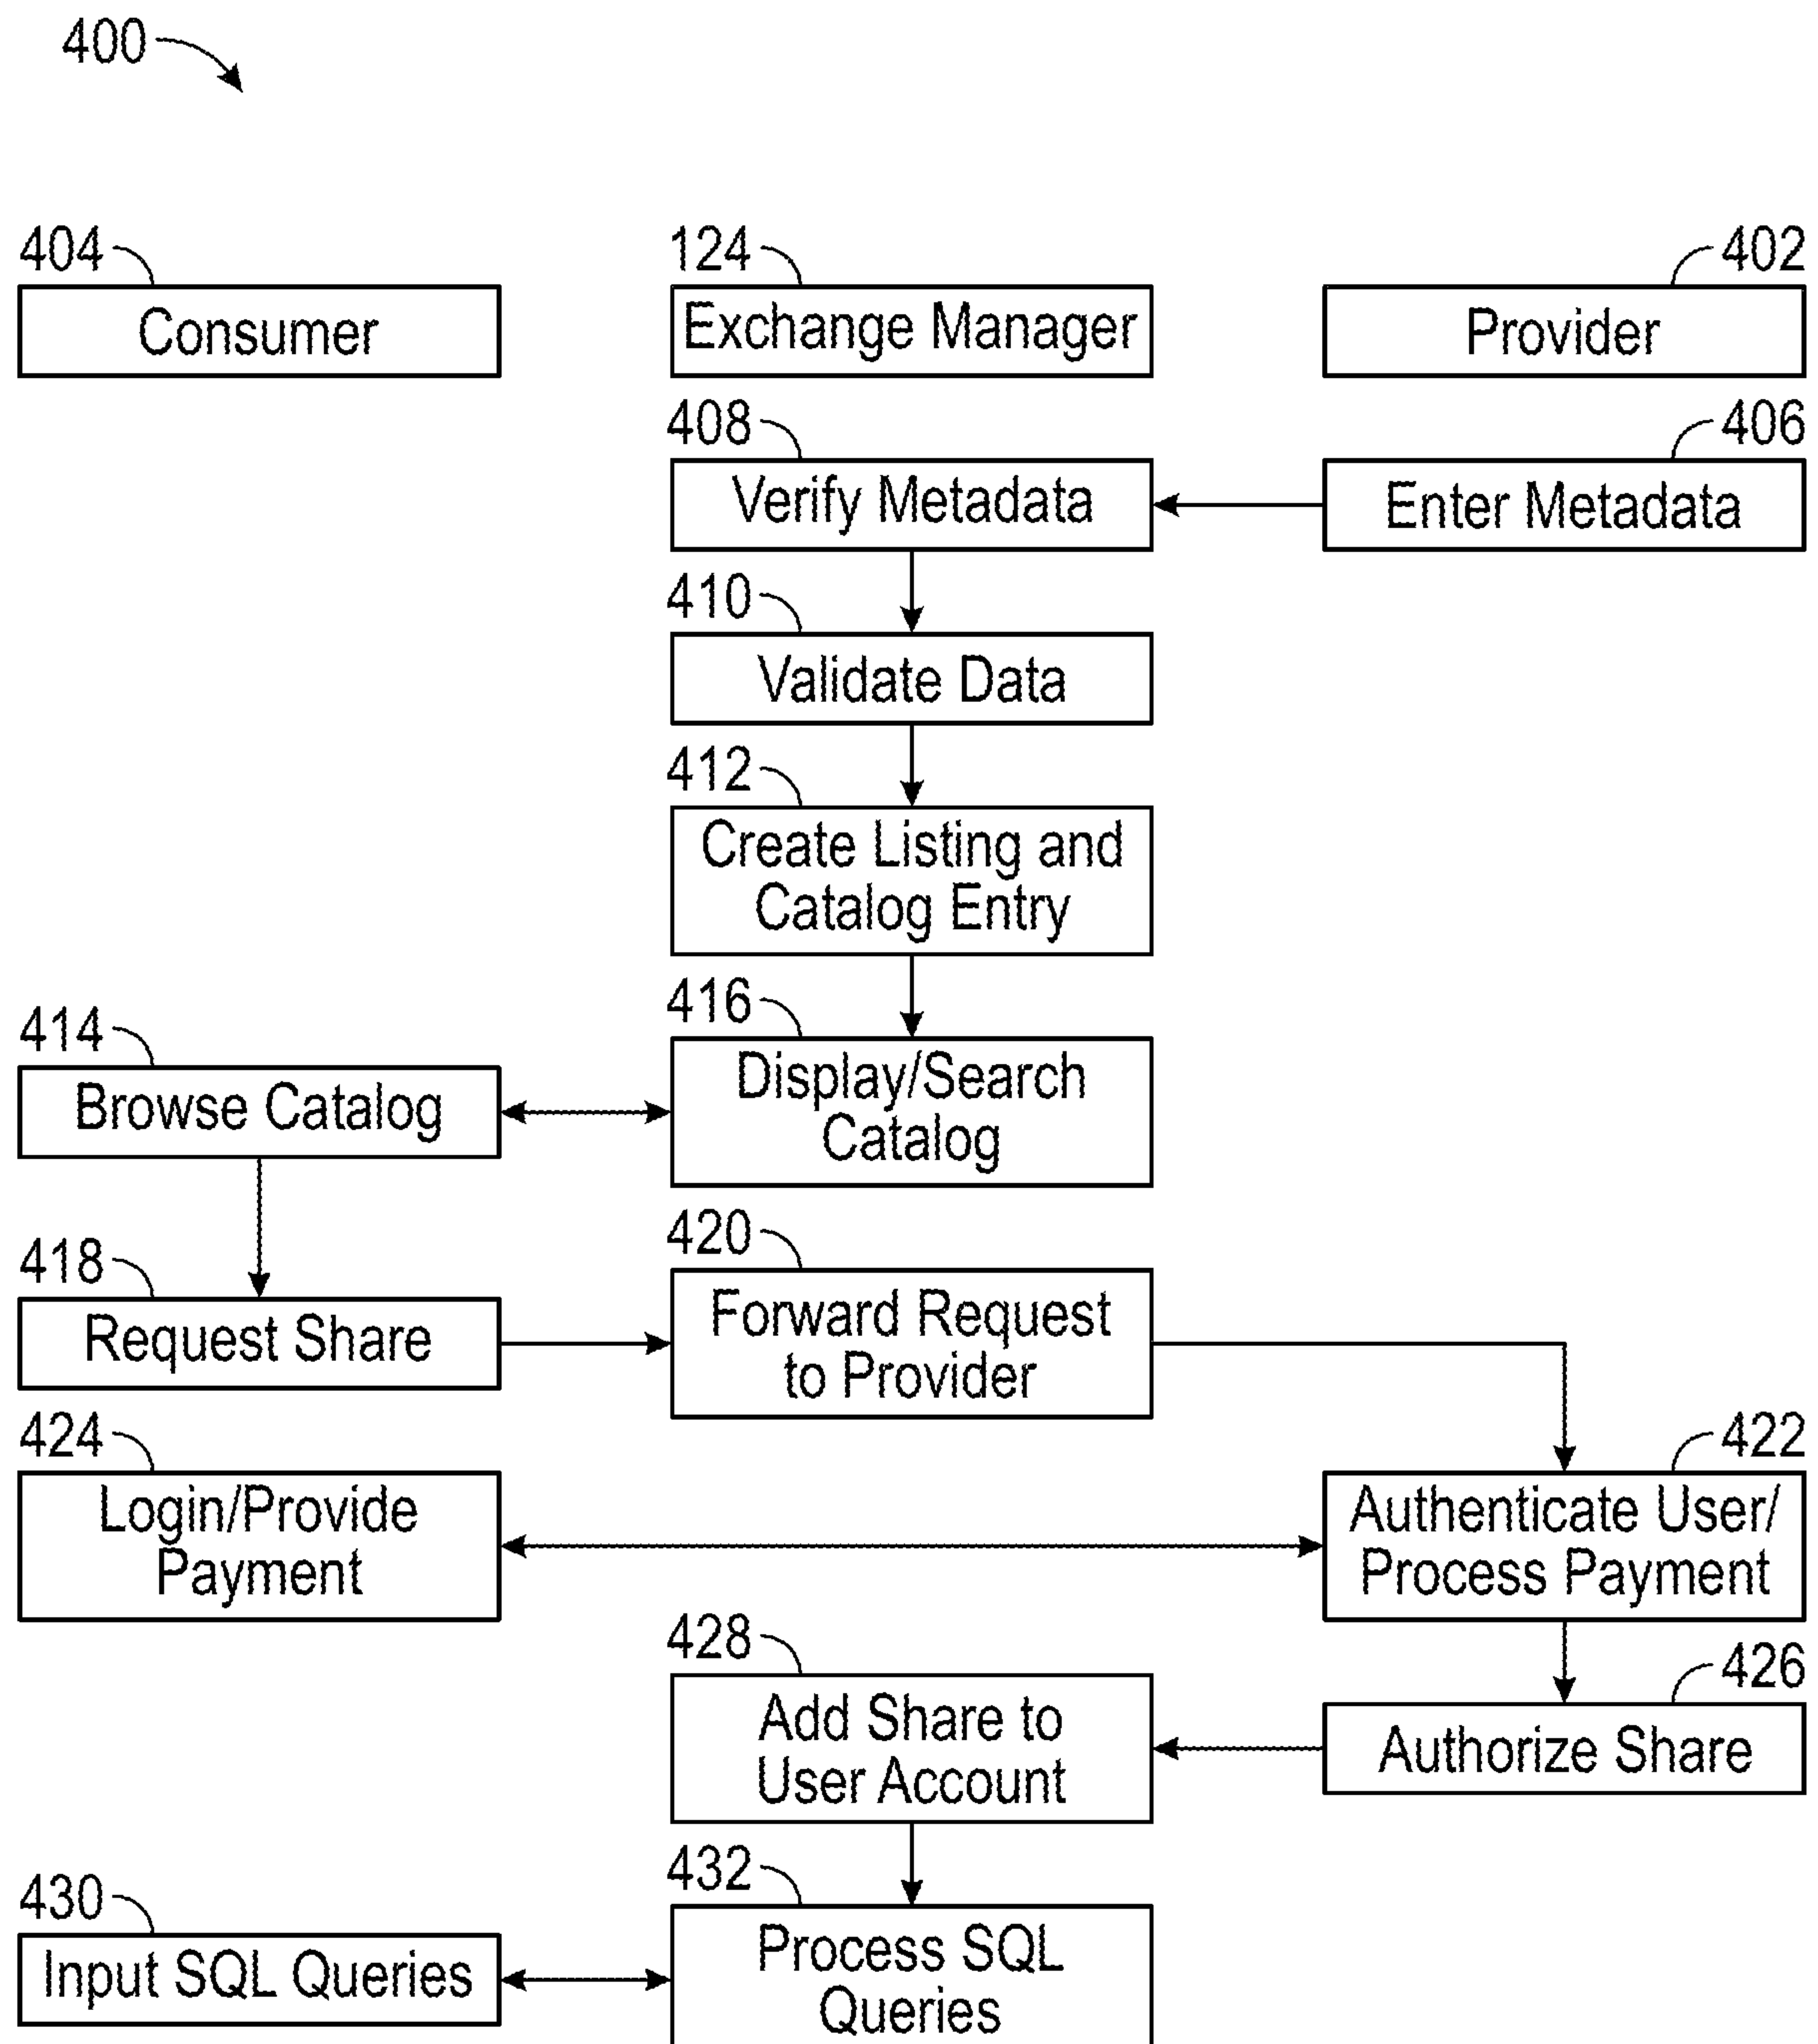 400
404
124
402
Consumer
Exchange Manager
Provider
408
406
Verify Metadata
Enter Metadata
410
Validate Data
412
Create Listing and
Catalog Entry
416
414
Display/Search
Catalog
Browse Catalog
420
418
Forward Request
to Provider
Request Share
424
422
Login/Provide
Payment
Authenticate User/
Process Payment
428
426
Add Share to
User Account
Authorize Share
432
430
Process SQL
Queries
Input SQL Queries